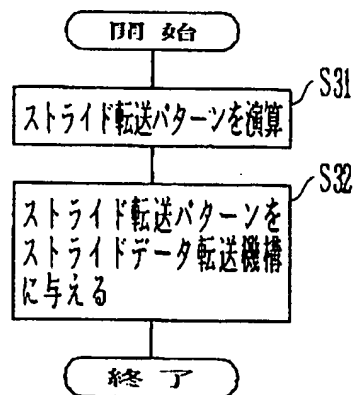 開始
S31
ストライド転送パターンを演算
S32
ストライド転送パターンを
ストライドデータ転送機構
に与える
終了